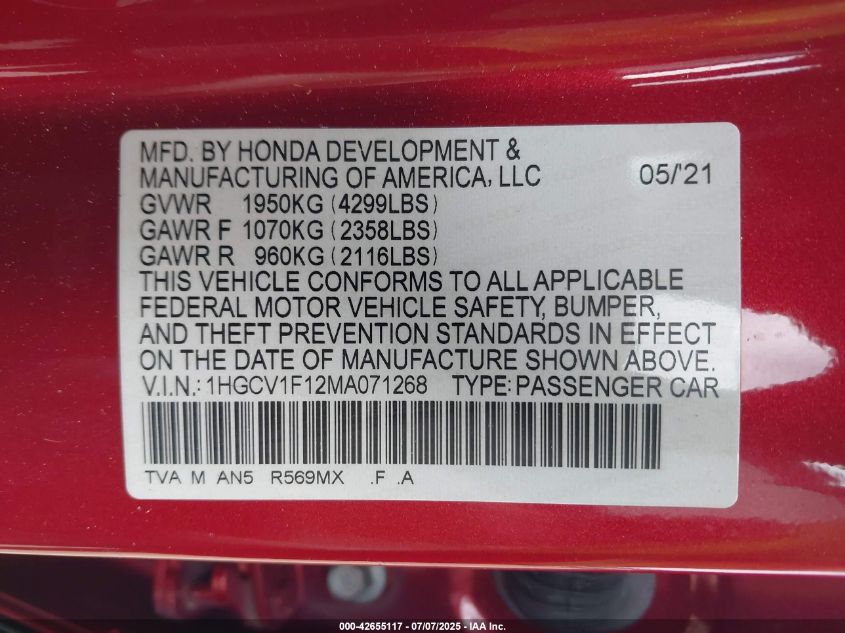 MFD. BY HONDA DEVELOPMENT &
MANUFACTURING OF AMERICA, LLC 05/'21
GVWR 1950KG (4299LBS)
GAWR F 1070KG (2358LBS)
GAWR R 960KG (2116LBS)
THIS VEHICLE CONFORMS TO ALL APPLICABLE
FEDERAL MOTOR VEHICLE SAFETY, BUMPER,
AND THEFT PREVENTION STANDARDS IN EFFECT
ON THE DATE OF MANUFACTURE SHOWN ABOVE.
V.I.N.: 1HGCV1F12MA071268 TYPE: PASSENGER CAR
TVA M AN5 R569MX .F .A
000-42655117 - 07/07/2025 - IAA Inc.